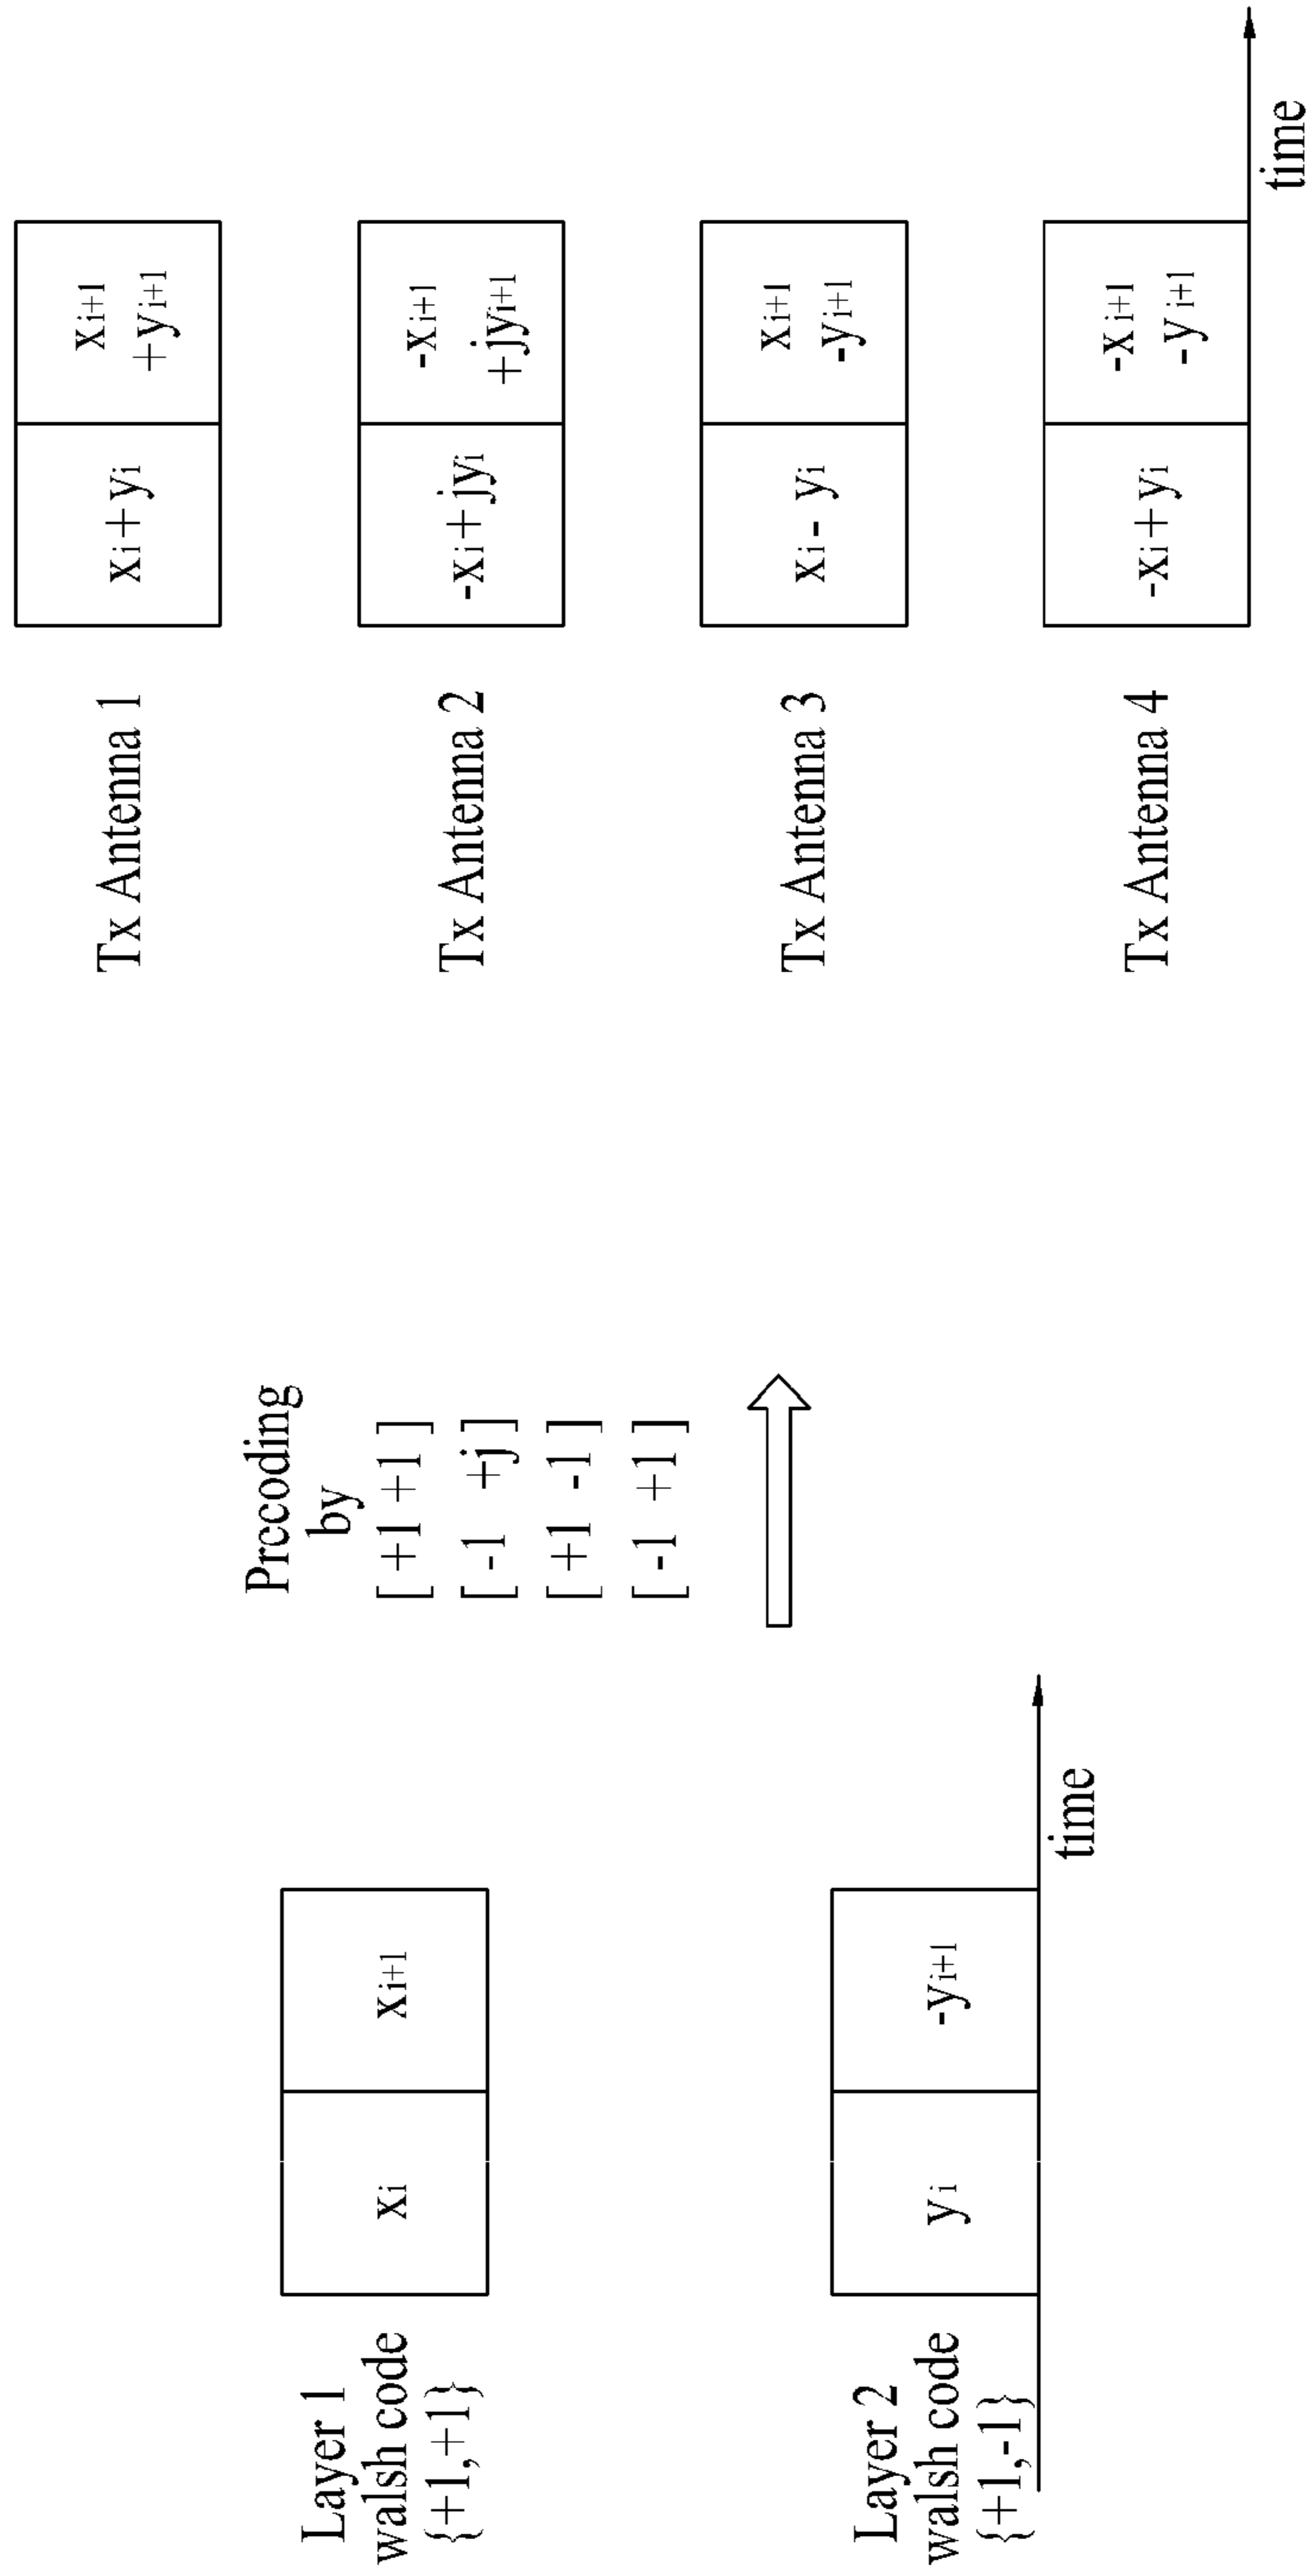 Layer 1
walsh code
{+1,+1}
xi
xi+1
Layer 2
walsh code
{+1,-1}
yi
-yi+1
time
Precoding
by
[ +1 +1 ]
[ -1 +j ]
[ +1 -1 ]
[ -1 +1 ]
Tx Antenna 1
xi+yi
xi+1
+yi+1
Tx Antenna 2
-xi+jyi
-xi+1
+jyi+1
Tx Antenna 3
xi- yi
xi+1
-yi+1
Tx Antenna 4
-xi+yi
-xi+1
-yi+1
time